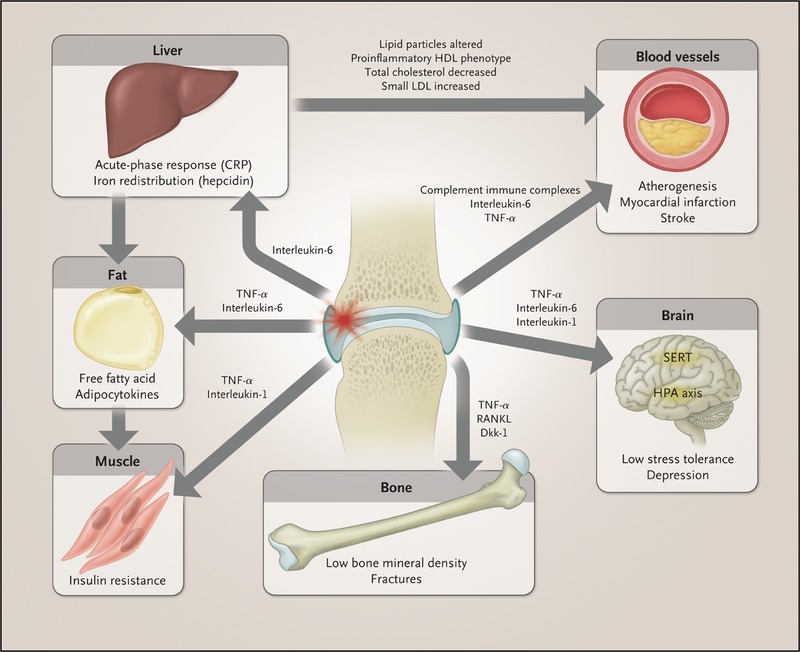 Liver
Acute-phase response (CRP)
Iron redistribution (hepcidin)
Lipid particles altered
Proinflammatory HDL phenotype
Total cholesterol decreased
Small LDL increased
Blood vessels
Atherogenesis
Myocardial infarction
Stroke
Complement immune complexes
Interleukin-6
TNF-α
Interleukin-6
Fat
Free fatty acid
Adipocytokines
TNF-α
Interleukin-6
TNF-α
Interleukin-6
Interleukin-1
Brain
SERT
HPA axis
Low stress tolerance
Depression
TNF-α
Interleukin-1
TNF-α
RANKL
Dkk-1
Muscle
Insulin resistance
Bone
Low bone mineral density
Fractures